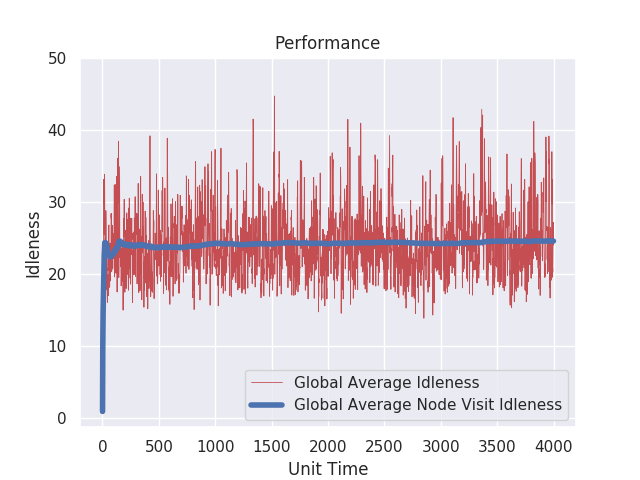 Performance
50
40
30
20
10
0
Idleness
Global Average Idleness
Global Average Node Visit Idleness
0 500 1000 1500 2000 2500 3000 3500 4000
Unit Time